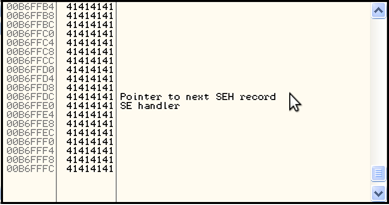 00B6FFB4 41414141
00B6FFB8 41414141
00B6FFBC 41414141
00B6FFC0 41414141
00B6FFC4 41414141
00B6FFC8 41414141
00B6FFCC 41414141
00B6FFD0 41414141
00B6FFD4 41414141
00B6FFD8 41414141
00B6FFDC 41414141 Pointer to next SEH record
00B6FFE0 41414141 SE handler
00B6FFE4 41414141
00B6FFE8 41414141
00B6FFEC 41414141
00B6FFF0 41414141
00B6FFF4 41414141
00B6FFF8 41414141
00B6FFFC 41414141